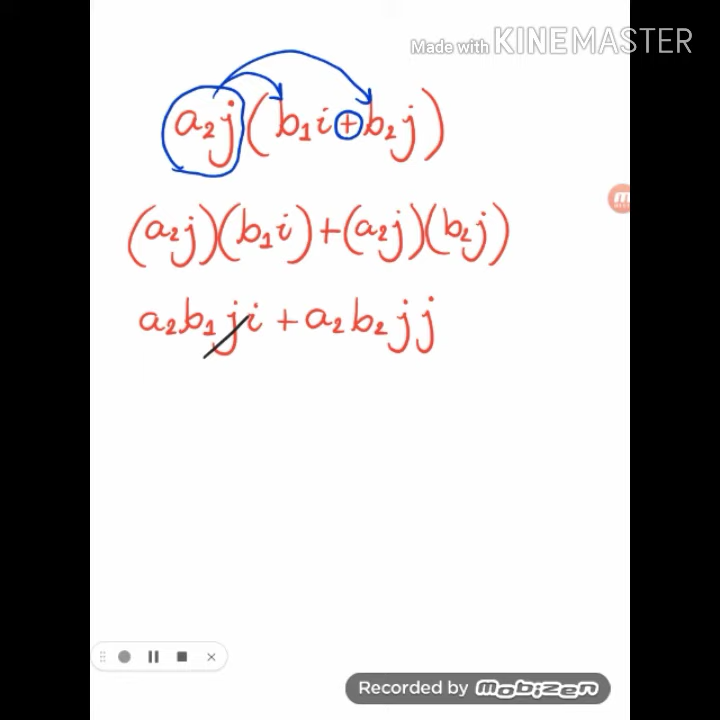 Made with KINEMASTER
a₂j(b₁i+b₂j)
(a₂j)(b₁i)+(a₂j)(b₂j)
a₂b₁ji + a₂b₂jj
Recorded by mobizen